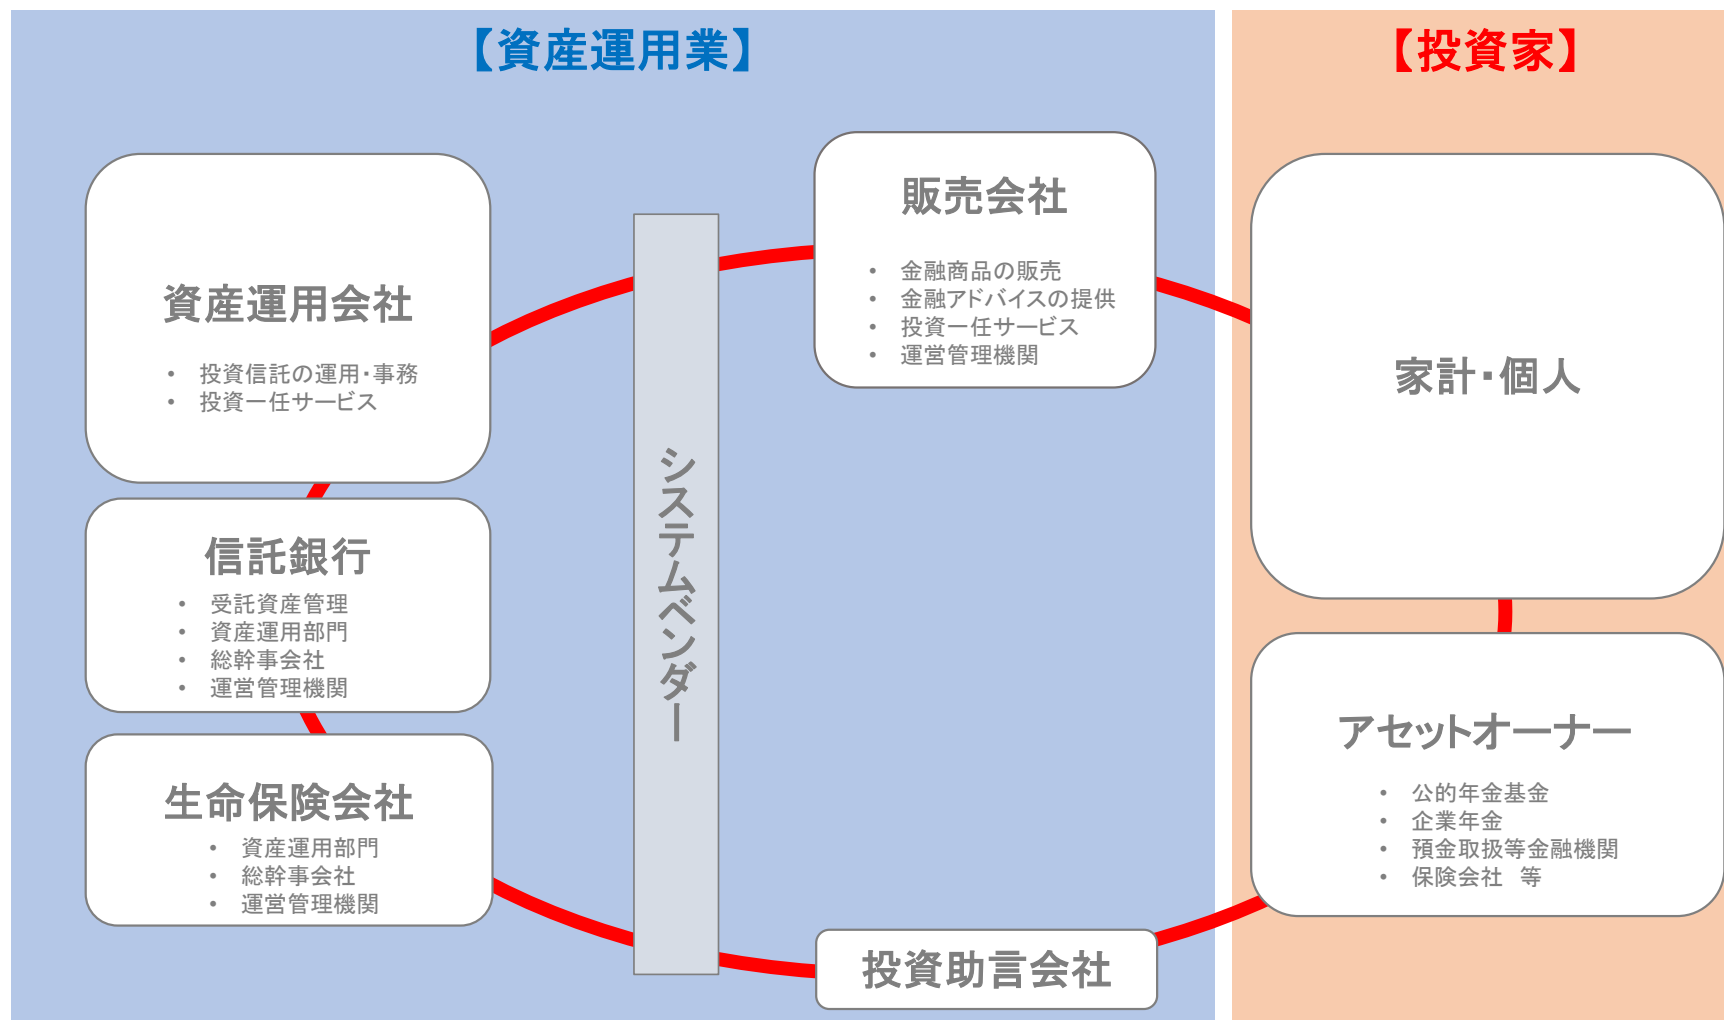 【資産運用業】
資産運用会社
• 投資信託の運用・事務
• 投資一任サービス
信託銀行
• 受託資産管理
• 資産運用部門
• 総幹事会社
• 運営管理機関
生命保険会社
• 資産運用部門
• 総幹事会社
• 運営管理機関
システムベンダー
販売会社
• 金融商品の販売
• 金融アドバイスの提供
• 投資一任サービス
• 運営管理機関
投資助言会社
【投資家】
家計・個人
アセットオーナー
• 公的年金基金
• 企業年金
• 預金取扱等金融機関
• 保険会社　等